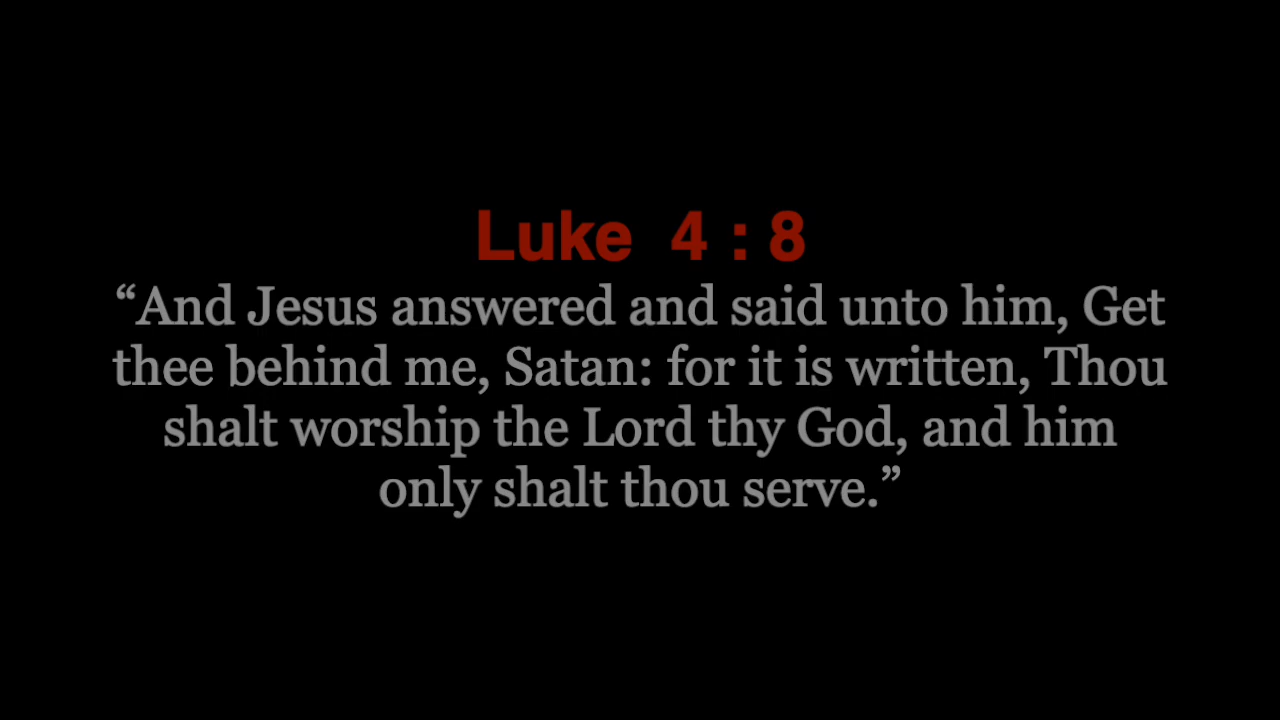 Luke  4 : 8
“And Jesus answered and said unto him, Get
thee behind me, Satan: for it is written, Thou
shalt worship the Lord thy God, and him
only shalt thou serve.”